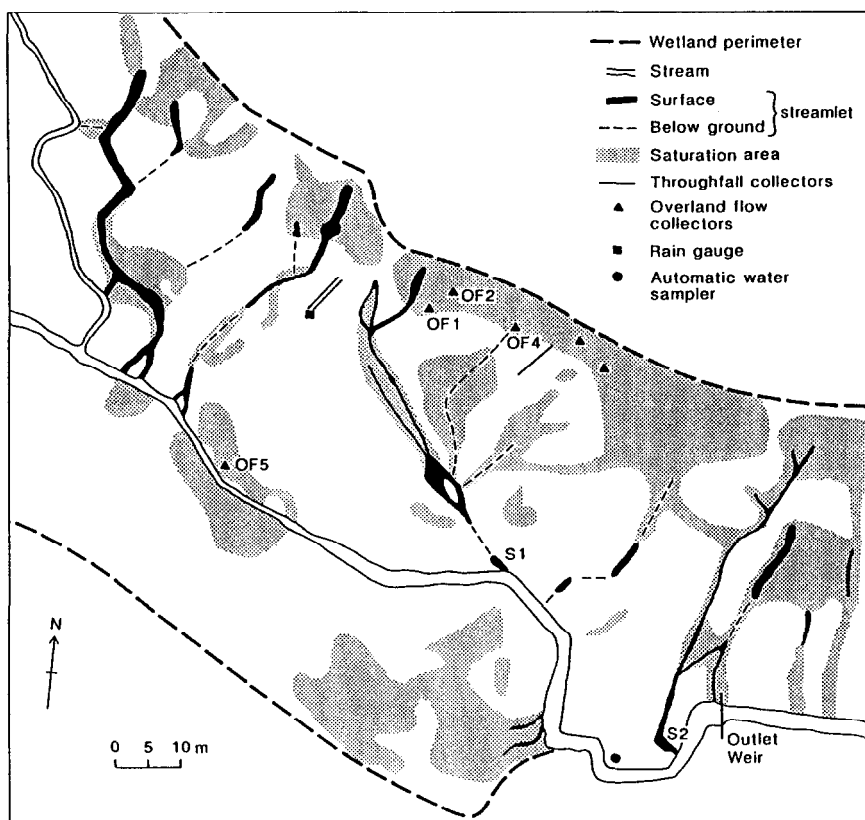 Wetland perimeter
Stream
Surface
streamlet
Below ground
Saturation area
Throughfall collectors
Overland flow
collectors
Rain gauge
Automatic water
sampler
OF2
OF1
OF4
OF5
S1
N
S2
0 5 10 m
Outlet
Weir